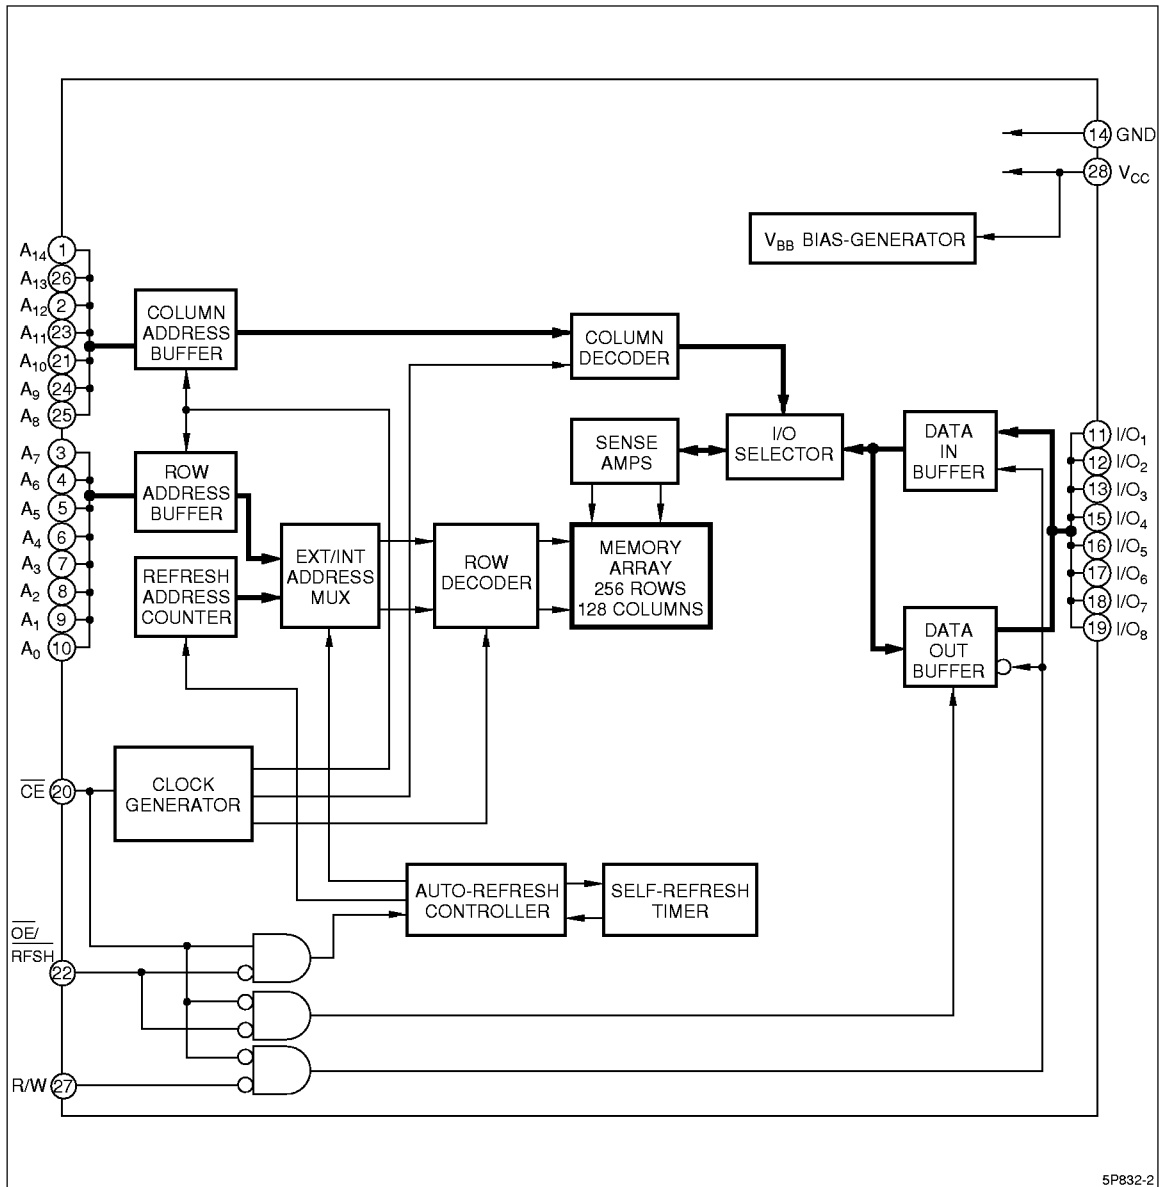 14 GND
28 VCC
VBB BIAS-GENERATOR
A14 1
A13 26
A12 2
A11 23
A10 21
A9 24
A8 25
A7 3
A6 4
A5 5
A4 6
A3 7
A2 8
A1 9
A0 10
COLUMN
ADDRESS
BUFFER
COLUMN
DECODER
ROW
ADDRESS
BUFFER
REFRESH
ADDRESS
COUNTER
EXT/INT
ADDRESS
MUX
ROW
DECODER
SENSE
AMPS
I/O
SELECTOR
MEMORY
ARRAY
256 ROWS
128 COLUMNS
DATA
IN
BUFFER
DATA
OUT
BUFFER
11 I/O1
12 I/O2
13 I/O3
15 I/O4
16 I/O5
17 I/O6
18 I/O7
19 I/O8
CE 20
CLOCK
GENERATOR
AUTO-REFRESH
CONTROLLER
SELF-REFRESH
TIMER
OE/
RFSH
22
R/W 27
5P832-2